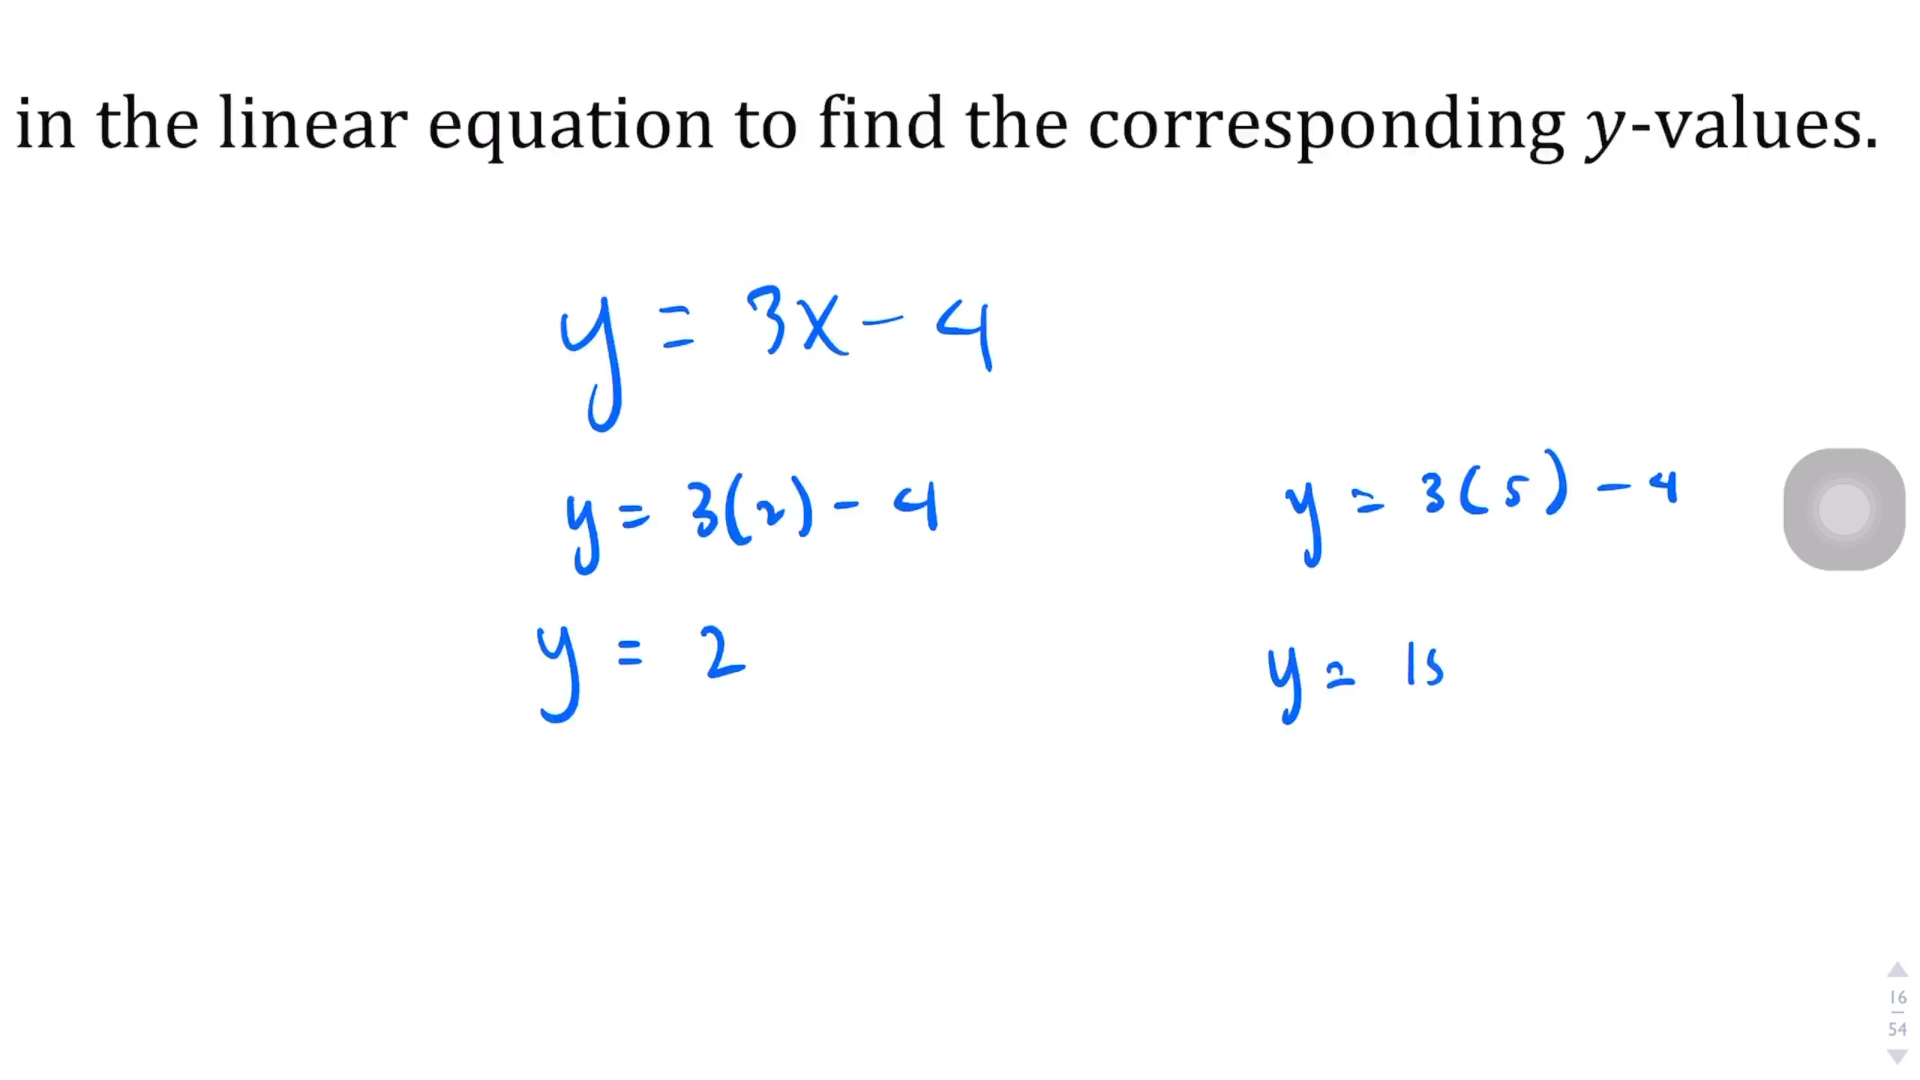 in the linear equation to find the corresponding y-values.
y = 3x - 4
y = 3(2) - 4
y = 3(5) - 4
y = 2
y = 15
16
54